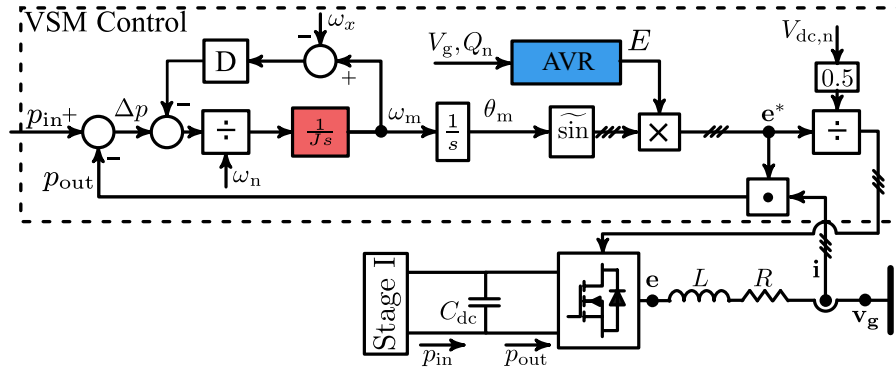 VSM Control
− ω_x
V_g, Q_n
AVR
E
V_dc,n
D
+
0.5
p_in +
Δp
−
÷
1/Js
ω_m
1/s
θ_m
s͠in
×
e*
÷
−
p_out
ω_n
•
i
Stage I
C_dc
p_in
p_out
e
L
R
v_g